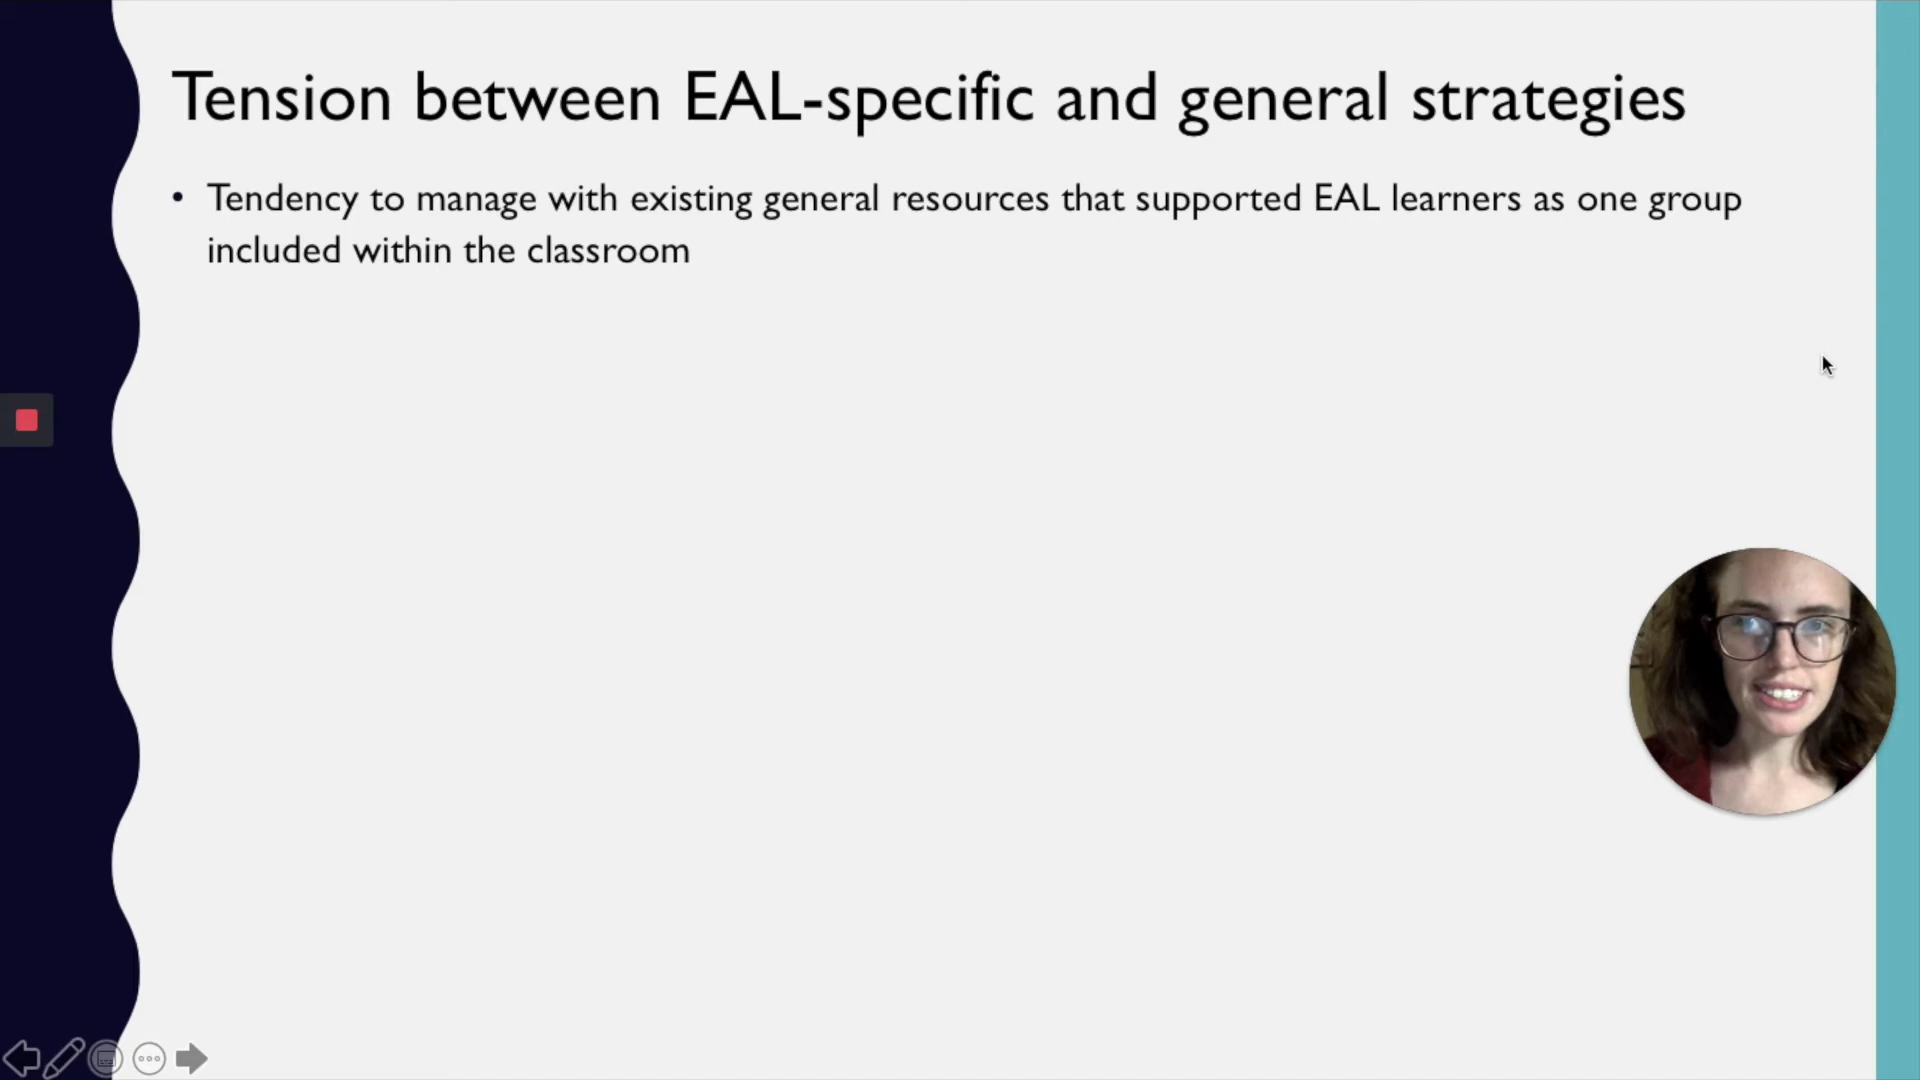 Tension between EAL-specific and general strategies
• Tendency to manage with existing general resources that supported EAL learners as one group
included within the classroom